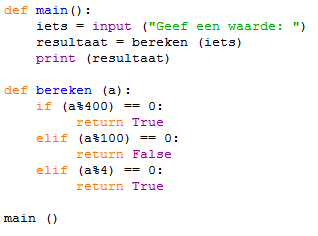 def main():
    iets = input ("Geef een waarde: ")
    resultaat = bereken (iets)
    print (resultaat)
def bereken (a):
    if (a%400) == 0:
         return True
    elif (a%100) == 0:
         return False
    elif (a%4) == 0:
         return True
main ()